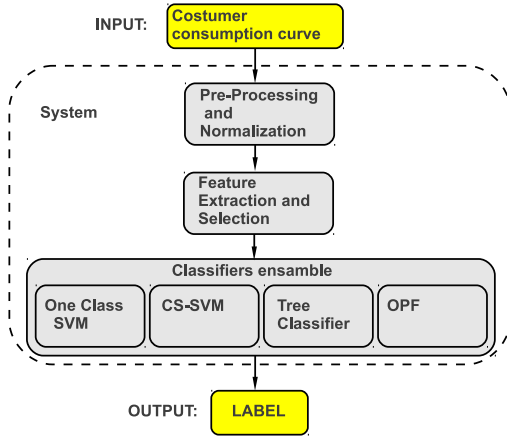 INPUT:
Costumer
consumption curve
System
Pre-Processing
and
Normalization
Feature
Extraction and
Selection
Classifiers ensamble
One Class
SVM
CS-SVM
Tree
Classifier
OPF
OUTPUT:
LABEL